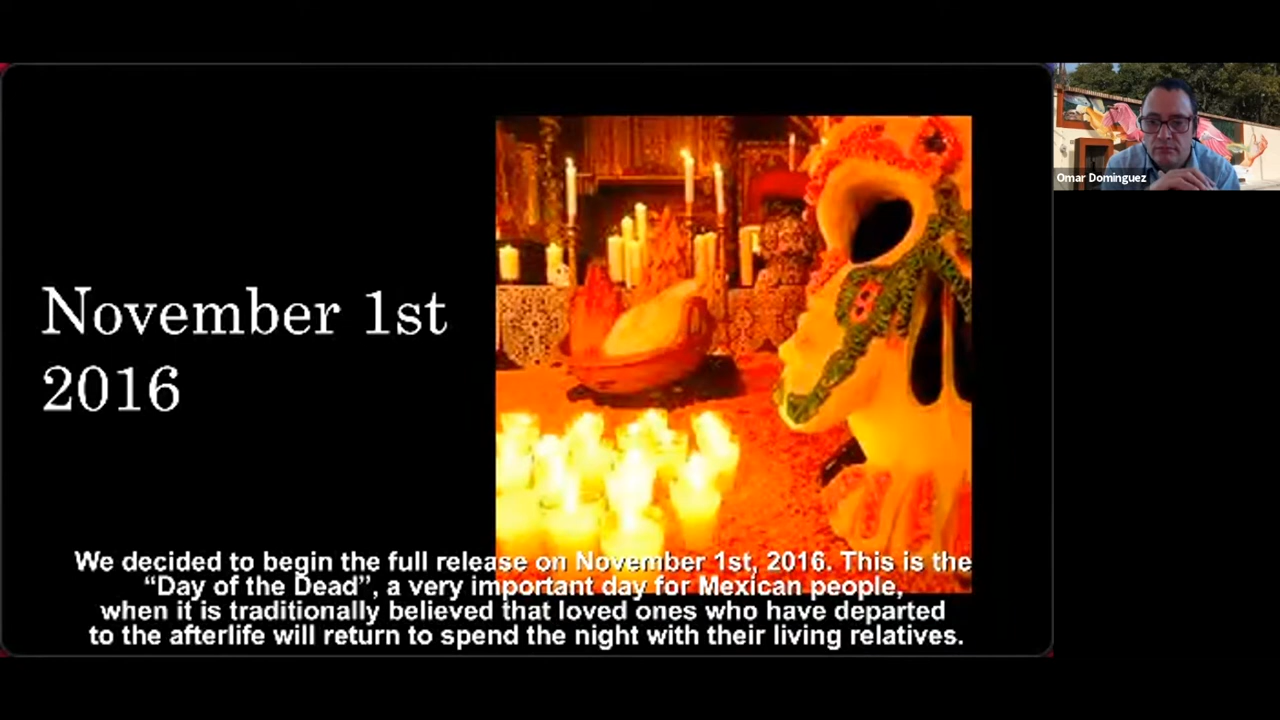 November 1st
2016
We decided to begin the full release on November 1st, 2016. This is the
“Day of the Dead”, a very important day for Mexican people,
when it is traditionally believed that loved ones who have departed
to the afterlife will return to spend the night with their living relatives.
Omar Dominguez